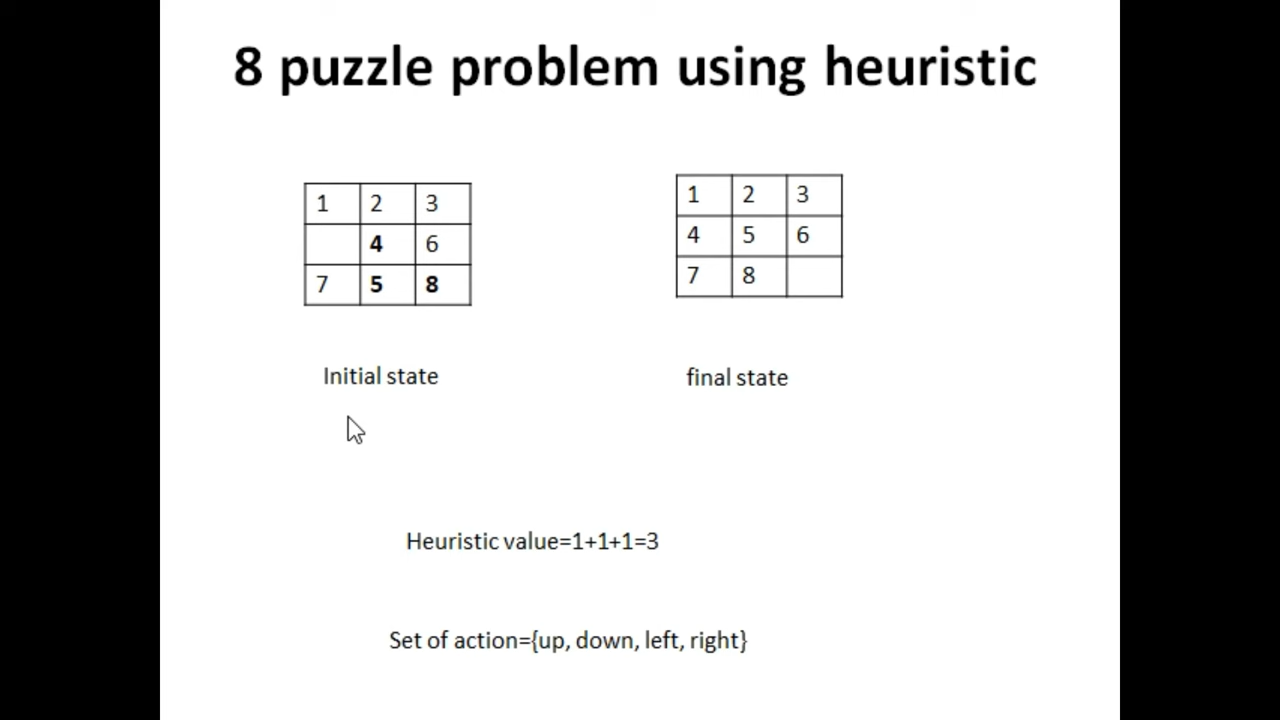 8 puzzle problem using heuristic
1 2 3
4 6
7 5 8
1 2 3
4 5 6
7 8
Initial state
final state
Heuristic value=1+1+1=3
Set of action={up, down, left, right}